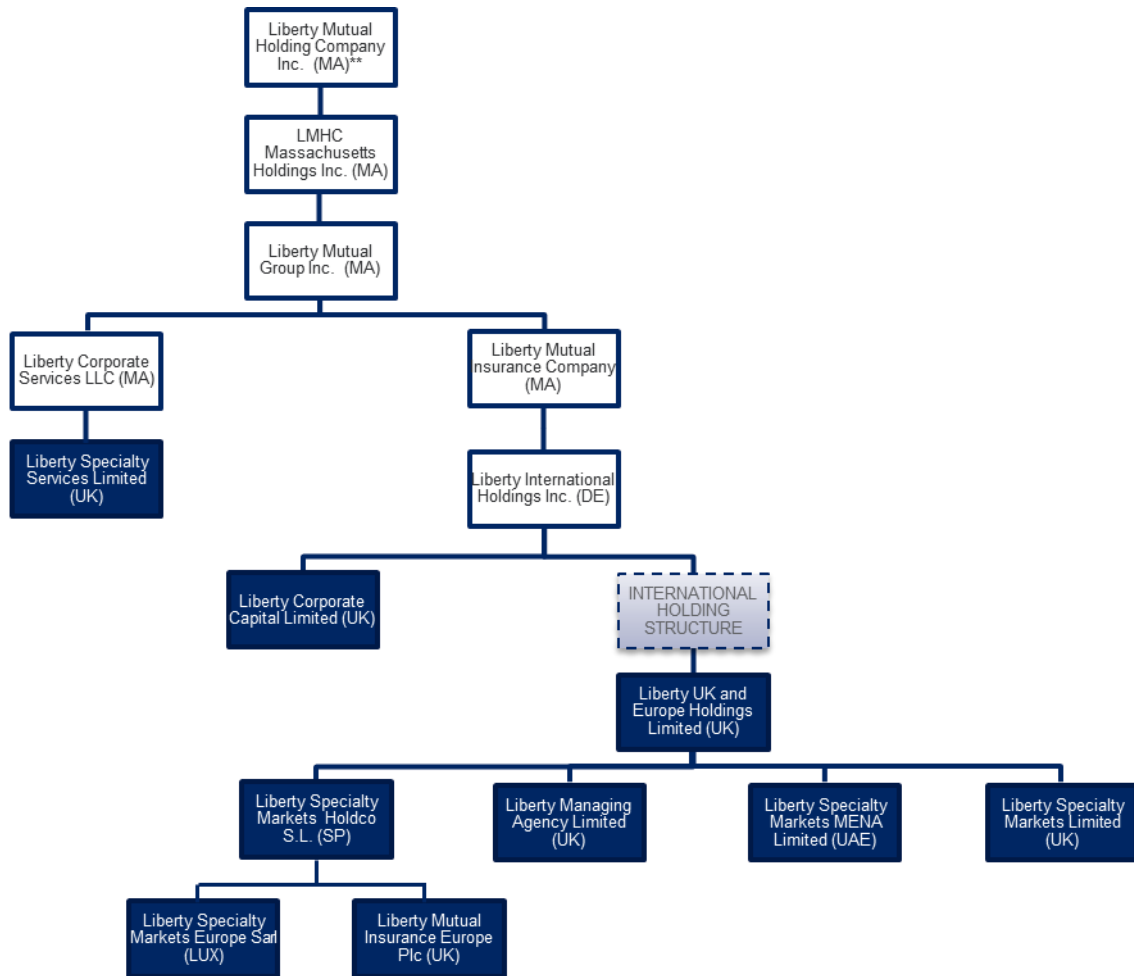 Liberty Mutual
Holding Company
Inc. (MA)**
LMHC
Massachusetts
Holdings Inc. (MA)
Liberty Mutual
Group Inc. (MA)
Liberty Corporate
Services LLC (MA)
Liberty Mutual
nsurance Company
(MA)
Liberty Specialty
Services Limited
(UK)
Liberty International
Holdings Inc. (DE)
Liberty Corporate
Capital Limited (UK)
INTERNATIONAL
HOLDING
STRUCTURE
Liberty UK and
Europe Holdings
Limited (UK)
Liberty Specialty
Markets Holdco
S.L. (SP)
Liberty Managing
Agency Limited
(UK)
Liberty Specialty
Markets MENA
Limited (UAE)
Liberty Specialty
Markets Limited
(UK)
Liberty Specialty
Markets Europe Sarl
(LUX)
Liberty Mutual
Insurance Europe
Plc (UK)